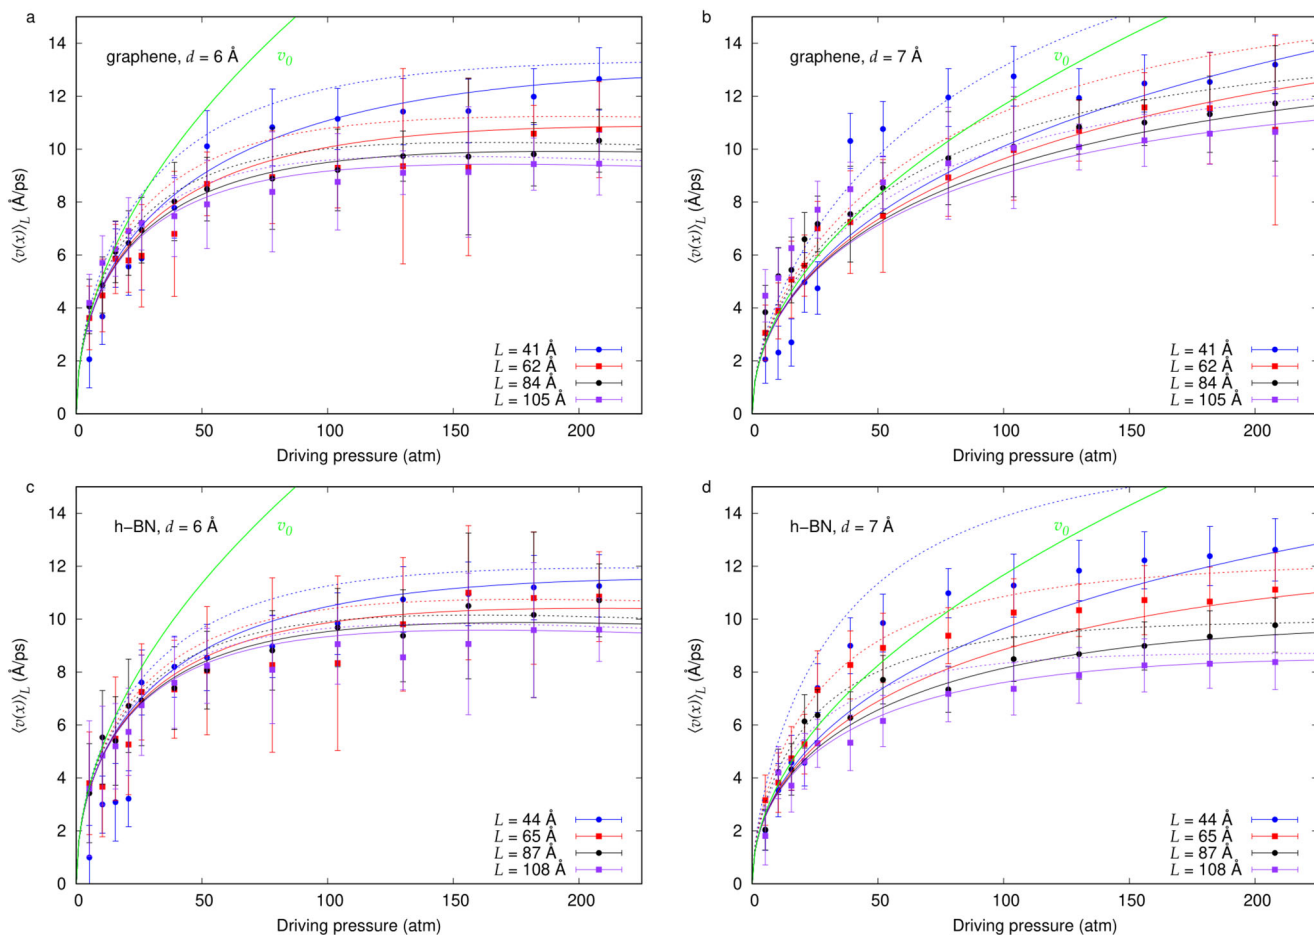 a
graphene, d = 6 Å
v0
⟨v(x)⟩L (Å/ps)
14
12
10
8
6
4
2
0
L = 41 Å
L = 62 Å
L = 84 Å
L = 105 Å
0 50 100 150 200
Driving pressure (atm)
b
graphene, d = 7 Å
v0
⟨v(x)⟩L (Å/ps)
14
12
10
8
6
4
2
0
L = 41 Å
L = 62 Å
L = 84 Å
L = 105 Å
0 50 100 150 200
Driving pressure (atm)
c
h−BN, d = 6 Å
v0
⟨v(x)⟩L (Å/ps)
14
12
10
8
6
4
2
0
L = 44 Å
L = 65 Å
L = 87 Å
L = 108 Å
0 50 100 150 200
Driving pressure (atm)
d
h−BN, d = 7 Å
v0
⟨v(x)⟩L (Å/ps)
14
12
10
8
6
4
2
0
L = 44 Å
L = 65 Å
L = 87 Å
L = 108 Å
0 50 100 150 200
Driving pressure (atm)